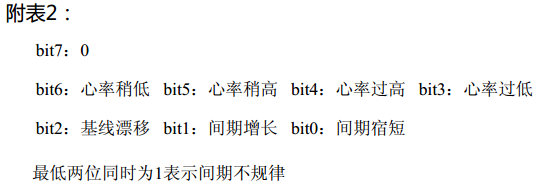 附表2：
bit7：0
bit6：心率稍低 bit5：心率稍高 bit4：心率过高 bit3：心率过低
bit2：基线漂移 bit1：间期增长 bit0：间期宿短
最低两位同时为1表示间期不规律